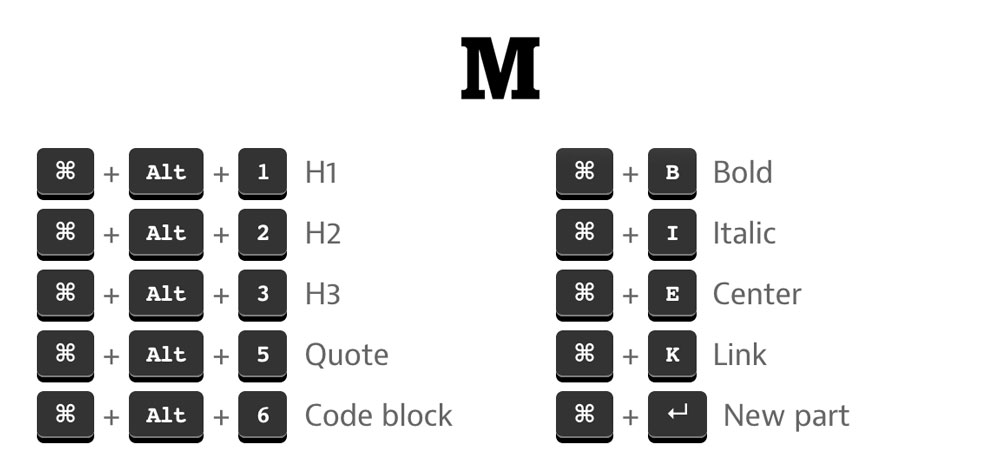 M
⌘ + Alt + 1 H1
⌘ + Alt + 2 H2
⌘ + Alt + 3 H3
⌘ + Alt + 5 Quote
⌘ + Alt + 6 Code block
⌘ + B Bold
⌘ + I Italic
⌘ + E Center
⌘ + K Link
⌘ + ↵ New part